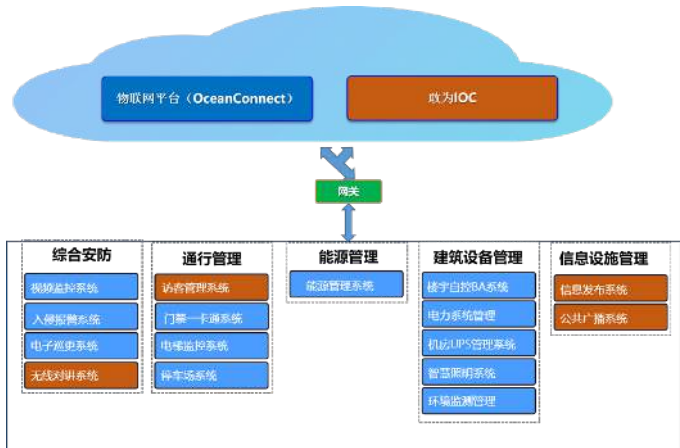 物联网平台（OceanConnect）
敢为IOC
网关
综合安防
视频监控系统
入侵报警系统
电子巡更系统
无线对讲系统
通行管理
访客管理系统
门禁一卡通系统
电梯监控系统
停车场系统
能源管理
能源管理系统
建筑设备管理
楼宇自控BA系统
电力系统管理
机房UPS管理系统
智慧照明系统
环境监测管理
信息设施管理
信息发布系统
公共广播系统